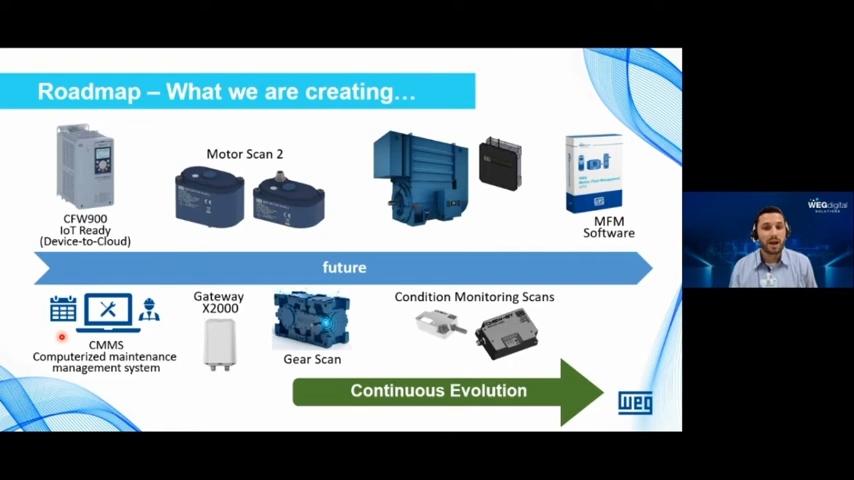 Roadmap – What we are creating...
Motor Scan 2
CFW900
IoT Ready
(Device-to-Cloud)
MFM
Software
future
Gateway
X2000
Condition Monitoring Scans
CMMS
Computerized maintenance
management system
Gear Scan
Continuous Evolution
WEG
WEGdigital
SOLUTIONS